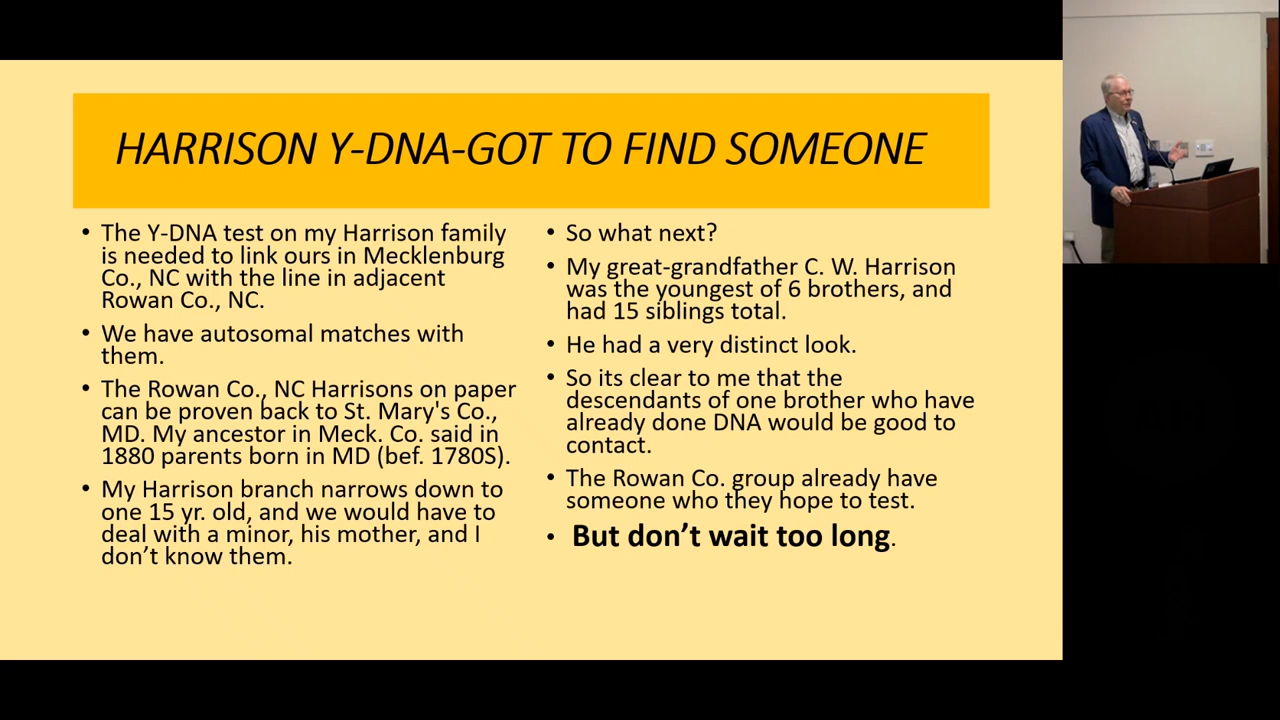 HARRISON Y-DNA-GOT TO FIND SOMEONE
• The Y-DNA test on my Harrison family
is needed to link ours in Mecklenburg
Co., NC with the line in adjacent
Rowan Co., NC.
• We have autosomal matches with
them.
• The Rowan Co., NC Harrisons on paper
can be proven back to St. Mary's Co.,
MD. My ancestor in Meck. Co. said in
1880 parents born in MD (bef. 1780S).
• My Harrison branch narrows down to
one 15 yr. old, and we would have to
deal with a minor, his mother, and I
don’t know them.
• So what next?
• My great-grandfather C. W. Harrison
was the youngest of 6 brothers, and
had 15 siblings total.
• He had a very distinct look.
• So its clear to me that the
descendants of one brother who have
already done DNA would be good to
contact.
• The Rowan Co. group already have
someone who they hope to test.
• But don’t wait too long.